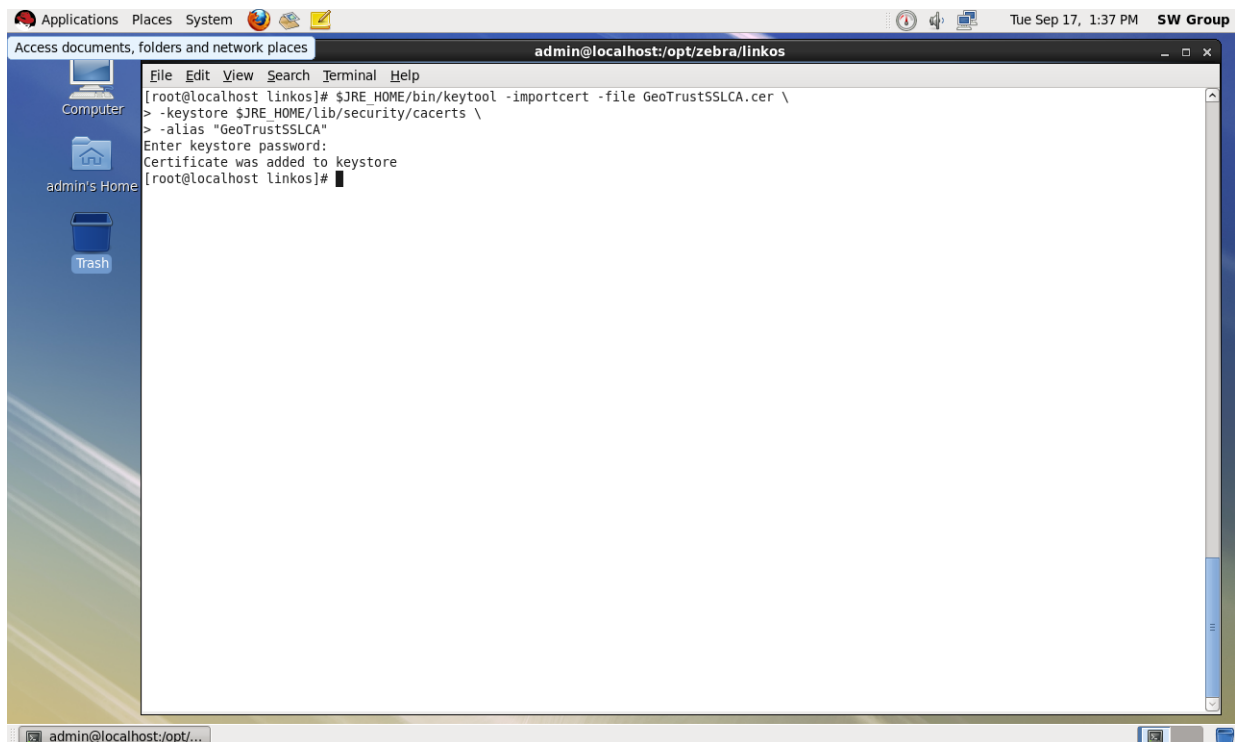 Applications Places System
Tue Sep 17, 1:37 PM SW Group
Access documents, folders and network places
admin@localhost:/opt/zebra/linkos
File Edit View Search Terminal Help
Computer
admin's Home
Trash
[root@localhost linkos]# $JRE_HOME/bin/keytool -importcert -file GeoTrustSSLCA.cer \
> -keystore $JRE_HOME/lib/security/cacerts \
> -alias "GeoTrustSSLCA"
Enter keystore password:
Certificate was added to keystore
[root@localhost linkos]#
admin@localhost:/opt/...